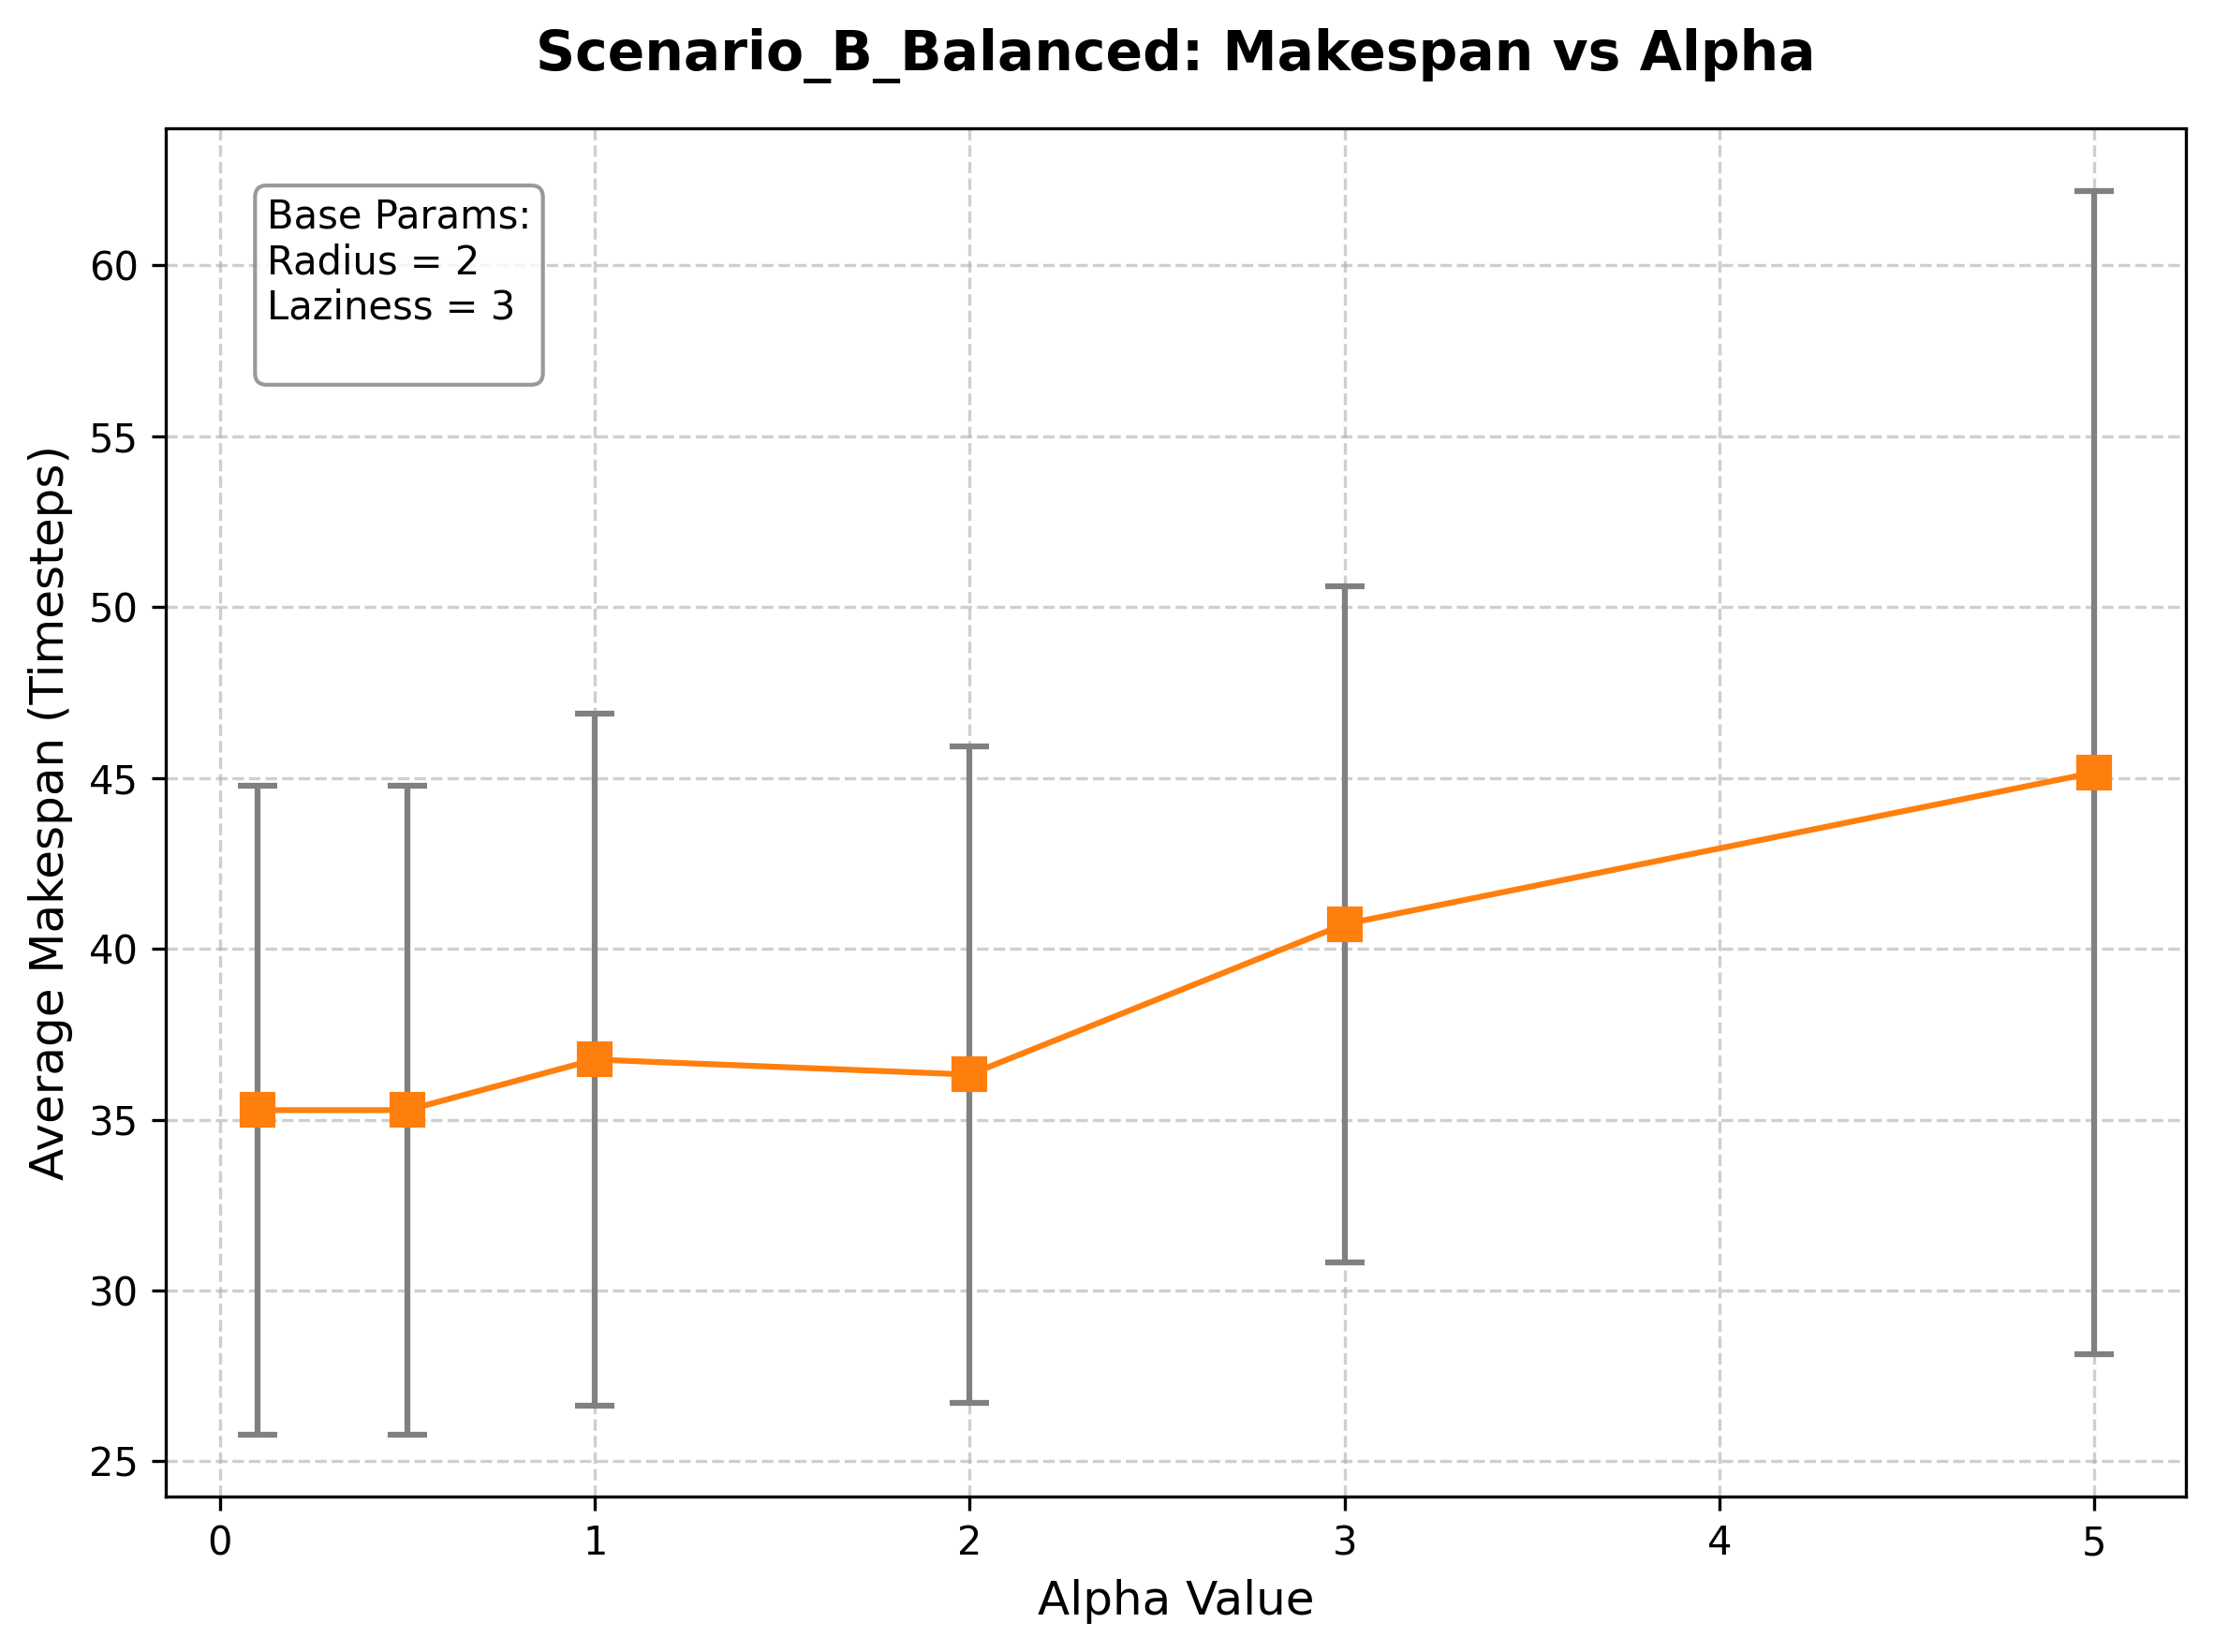 Scenario_B_Balanced: Makespan vs Alpha
Base Params:
Radius = 2
Laziness = 3
Average Makespan (Timesteps)
60
55
50
45
40
35
30
25
0 1 2 3 4 5
Alpha Value